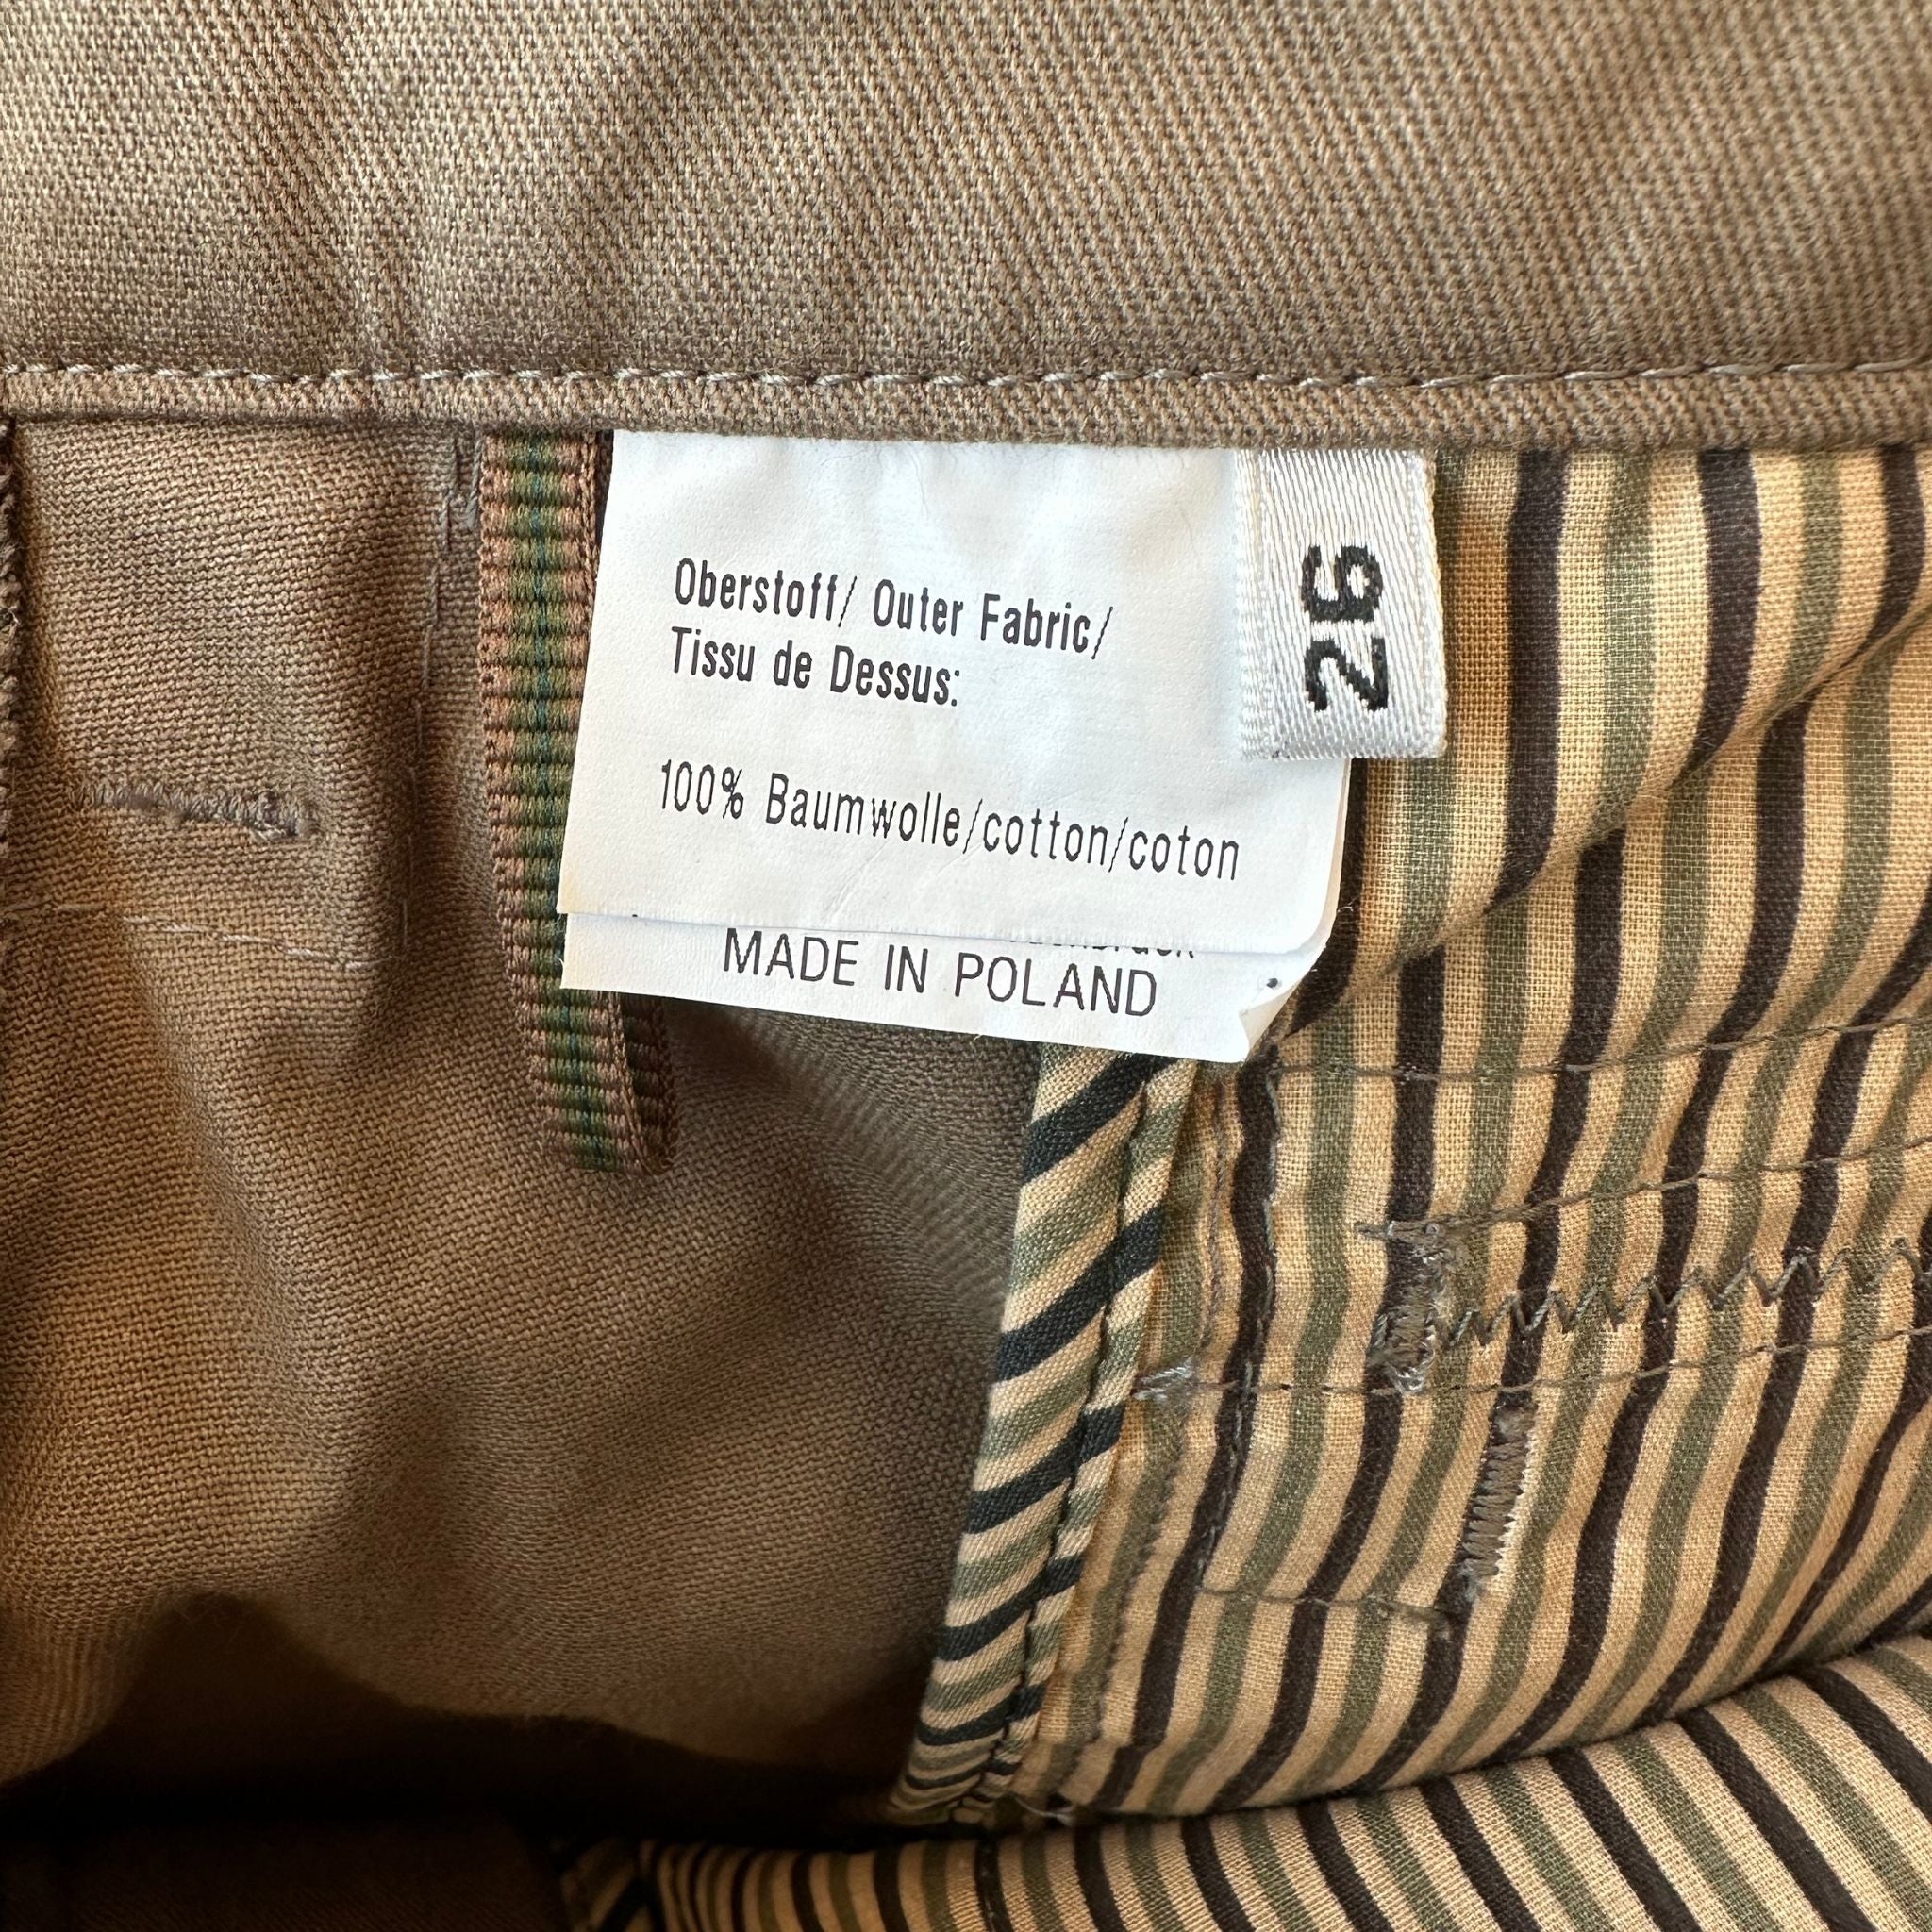 Oberstoff/ Outer Fabric/
Tissu de Dessus:
100% Baumwolle/cotton/coton
MADE IN POLAND
26